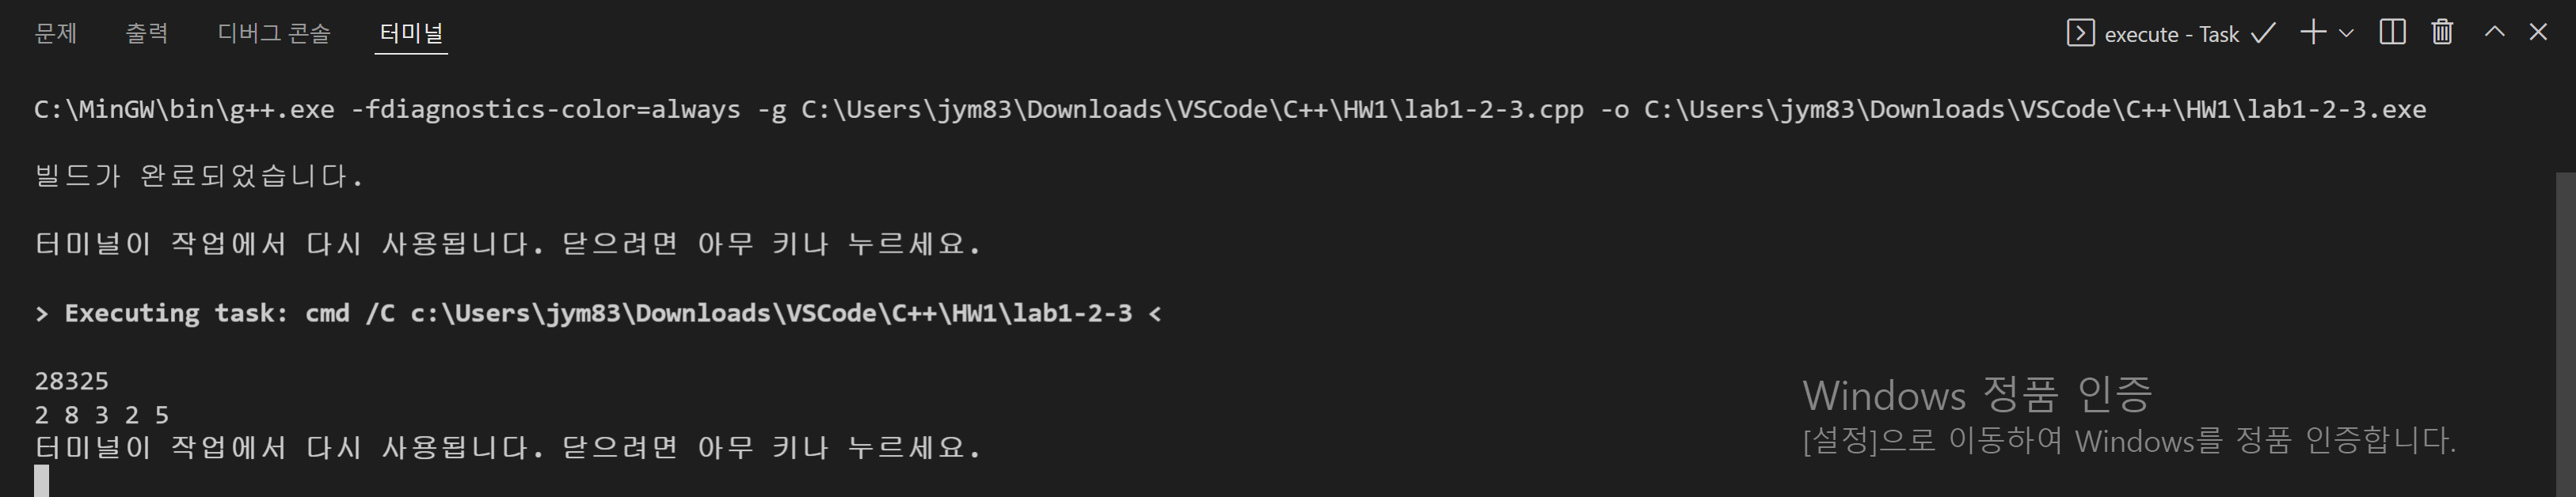 문제 출력 디버그 콘솔 터미널 execute - Task
C:\MinGW\bin\g++.exe -fdiagnostics-color=always -g C:\Users\jym83\Downloads\VSCode\C++\HW1\lab1-2-3.cpp -o C:\Users\jym83\Downloads\VSCode\C++\HW1\lab1-2-3.exe
빌드가 완료되었습니다.
터미널이 작업에서 다시 사용됩니다. 닫으려면 아무 키나 누르세요.
> Executing task: cmd /C c:\Users\jym83\Downloads\VSCode\C++\HW1\lab1-2-3 <
28325
2 8 3 2 5
터미널이 작업에서 다시 사용됩니다. 닫으려면 아무 키나 누르세요.
Windows 정품 인증
[설정]으로 이동하여 Windows를 정품 인증합니다.